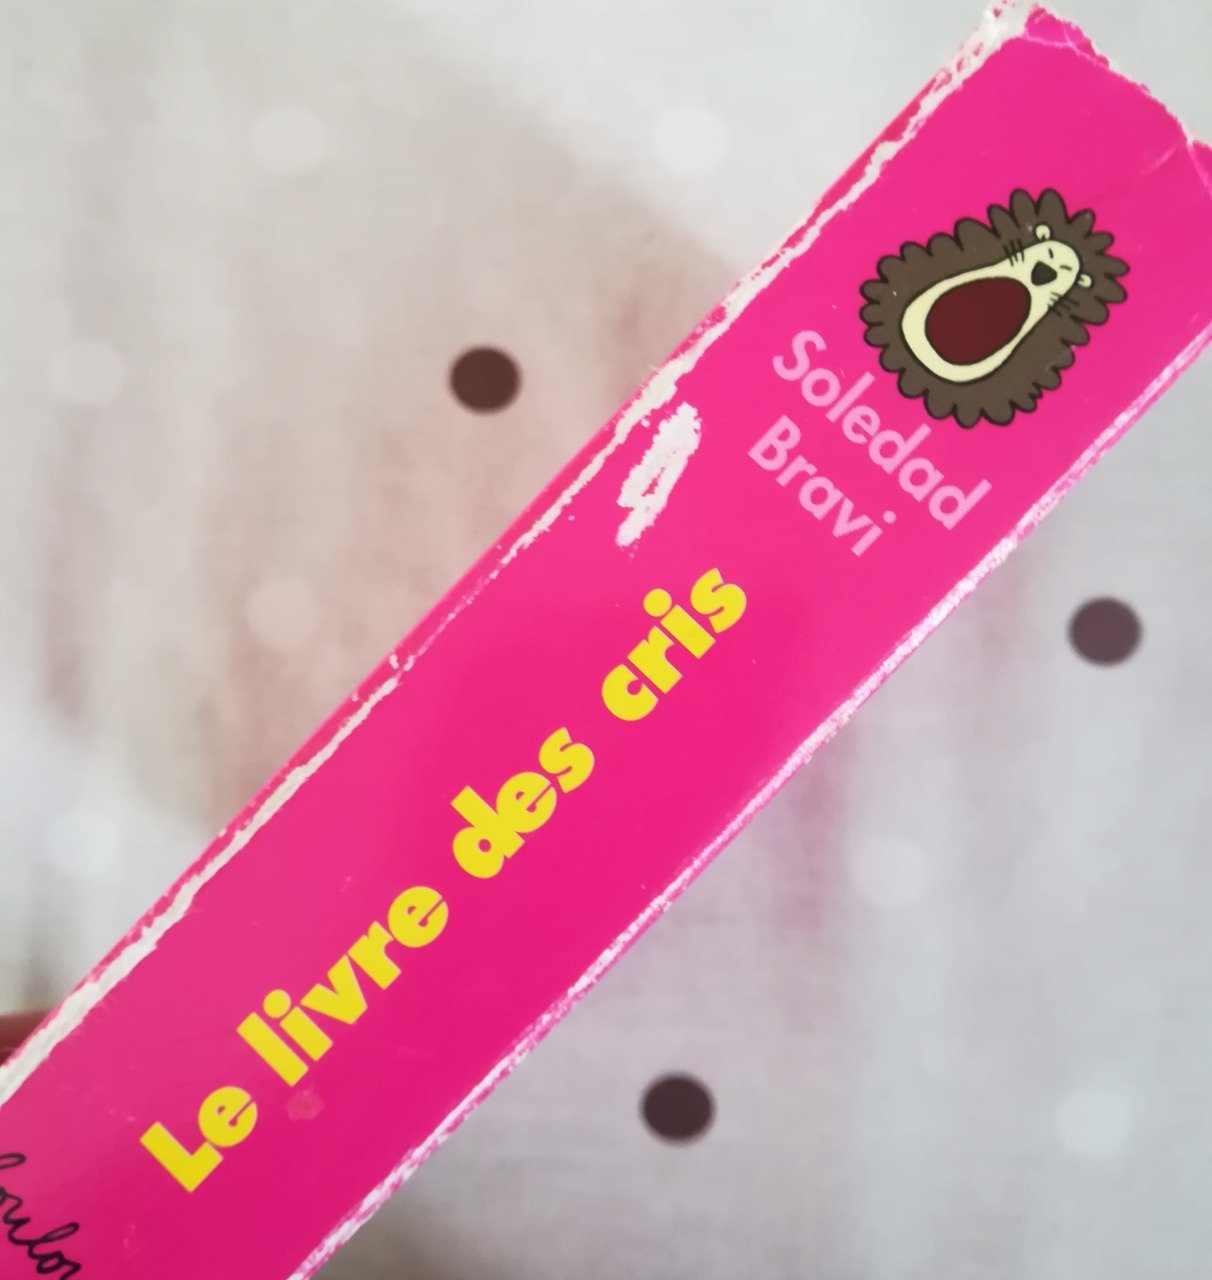 Soledad
Bravi
Le livre des cris